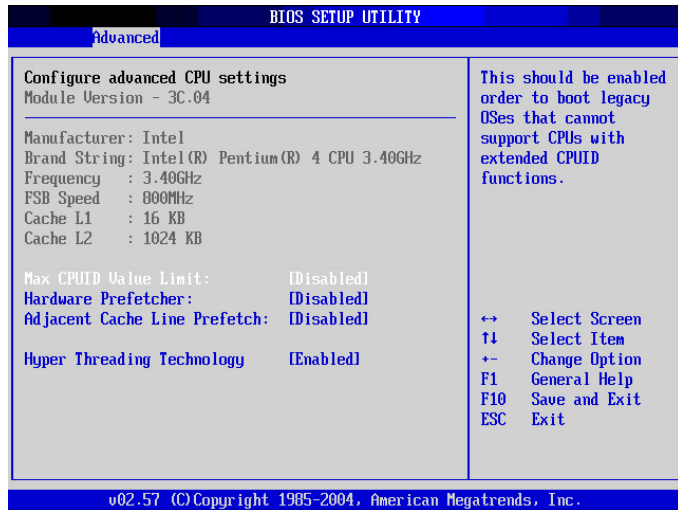 BIOS SETUP UTILITY
Advanced
Configure advanced CPU settings
Module Version - 3C.04
Manufacturer: Intel
Brand String: Intel(R) Pentium(R) 4 CPU 3.40GHz
Frequency : 3.40GHz
FSB Speed : 800MHz
Cache L1 : 16 KB
Cache L2 : 1024 KB
Max CPUID Value Limit: [Disabled]
Hardware Prefetcher: [Disabled]
Adjacent Cache Line Prefetch: [Disabled]
Hyper Threading Technology [Enabled]
This should be enabled
order to boot legacy
OSes that cannot
support CPUs with
extended CPUID
functions.
↔ Select Screen
↑↓ Select Item
+- Change Option
F1 General Help
F10 Save and Exit
ESC Exit
v02.57 (C)Copyright 1985-2004, American Megatrends, Inc.